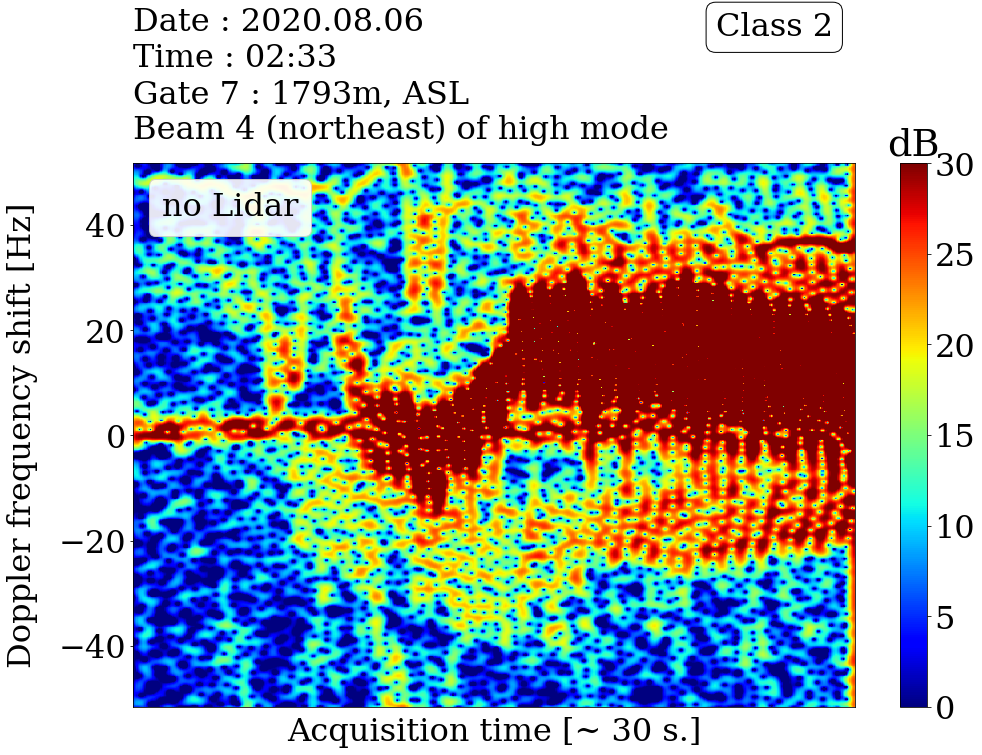 Date : 2020.08.06
Time : 02:33
Gate 7 : 1793m, ASL
Beam 4 (northeast) of high mode
Class 2
dB
no Lidar
Doppler frequency shift [Hz]
40
20
0
−20
−40
30
25
20
15
10
5
0
Acquisition time [~ 30 s.]